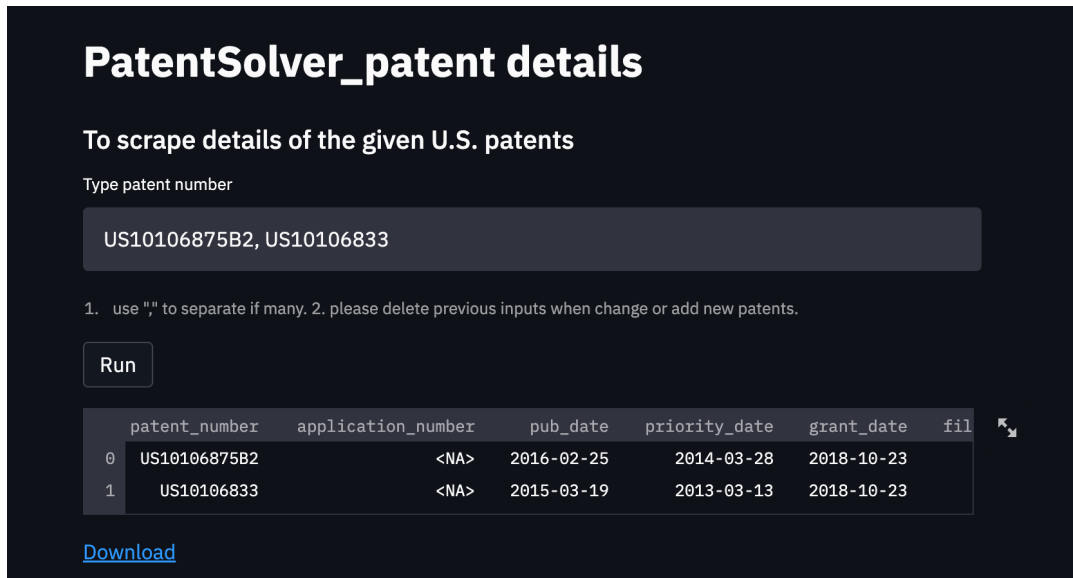 PatentSolver_patent details
To scrape details of the given U.S. patents
Type patent number
US10106875B2, US10106833
1. use "," to separate if many. 2. please delete previous inputs when change or add new patents.
Run
patent_number application_number pub_date priority_date grant_date fil
0 US10106875B2 <NA> 2016-02-25 2014-03-28 2018-10-23
1 US10106833 <NA> 2015-03-19 2013-03-13 2018-10-23
Download